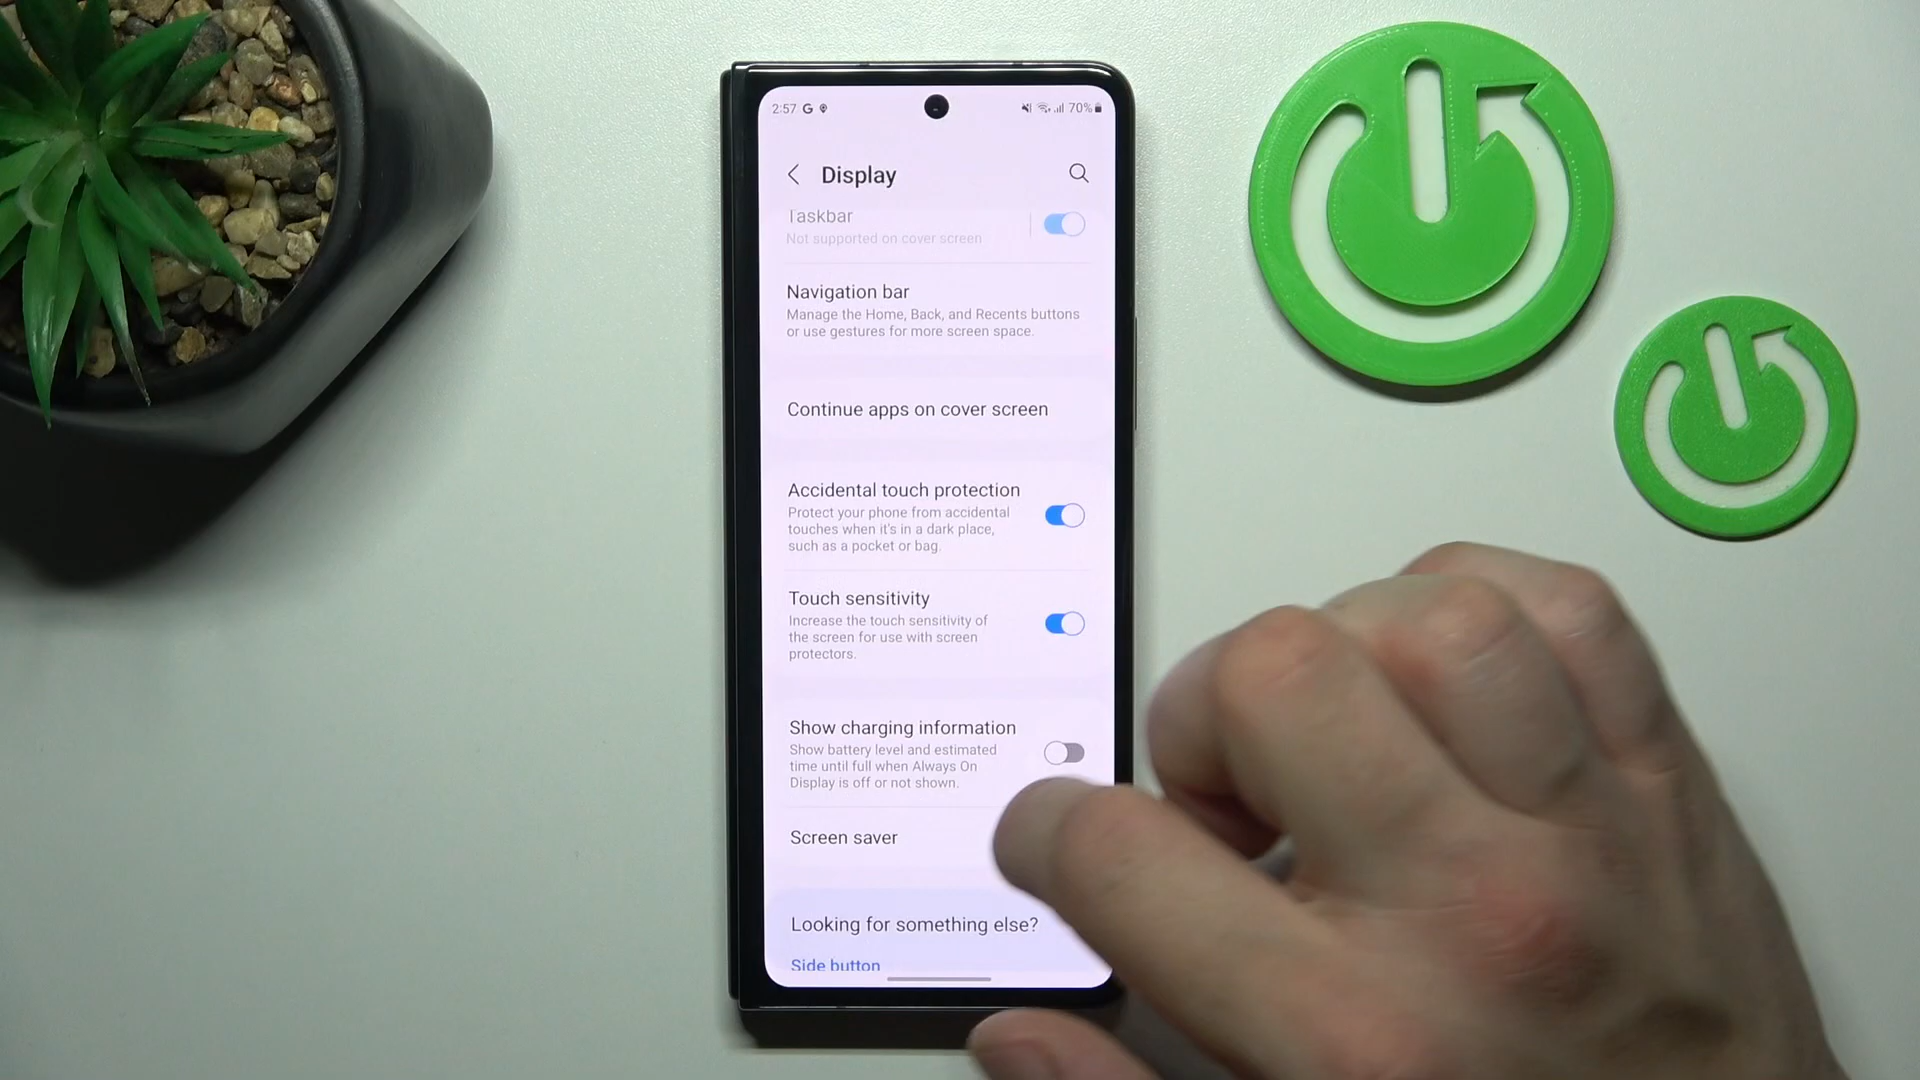 2:57 G 70%
Display
Taskbar
Not supported on cover screen
Navigation bar
Manage the Home, Back, and Recents buttons
or use gestures for more screen space.
Continue apps on cover screen
Accidental touch protection
Protect your phone from accidental
touches when it's in a dark place,
such as a pocket or bag.
Touch sensitivity
Increase the touch sensitivity of
the screen for use with screen
protectors.
Show charging information
Show battery level and estimated
time until full when Always On
Display is off or not shown.
Screen saver
Looking for something else?
Side button